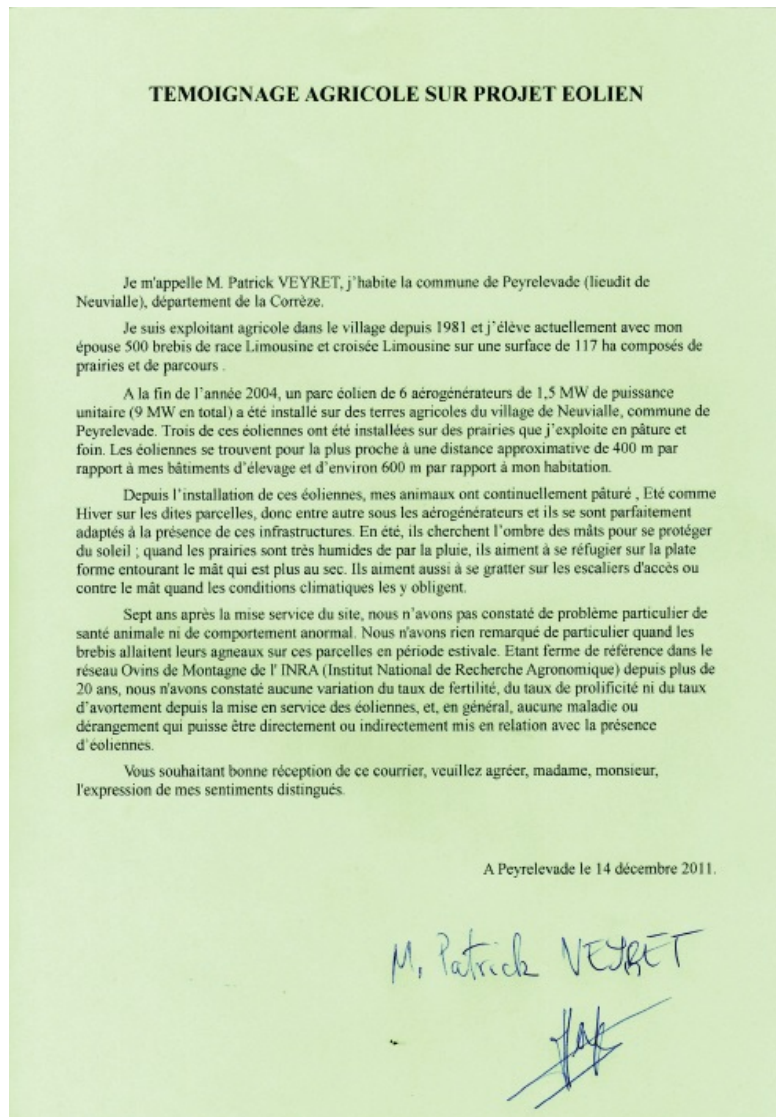 TEMOIGNAGE AGRICOLE SUR PROJET EOLIEN
Je m'appelle M. Patrick VEYRET, j'habite la commune de Peyrelevade (lieudit de
Neuvialle), département de la Corrèze.
Je suis exploitant agricole dans le village depuis 1981 et j'élève actuellement avec mon
épouse 500 brebis de race Limousine et croisée Limousine sur une surface de 117 ha composés de
prairies et de parcours .
A la fin de l'année 2004, un parc éolien de 6 aérogénérateurs de 1,5 MW de puissance
unitaire (9 MW en total) a été installé sur des terres agricoles du village de Neuvialle, commune de
Peyrelevade. Trois de ces éoliennes ont été installées sur des prairies que j'exploite en pâture et
foin. Les éoliennes se trouvent pour la plus proche à une distance approximative de 400 m par
rapport à mes bâtiments d'élevage et d'environ 600 m par rapport à mon habitation.
Depuis l'installation de ces éoliennes, mes animaux ont continuellement pâturé , Eté comme
Hiver sur les dites parcelles, donc entre autre sous les aérogénérateurs et ils se sont parfaitement
adaptés à la présence de ces infrastructures. En été, ils cherchent l'ombre des mâts pour se protéger
du soleil ; quand les prairies sont très humides de par la pluie, ils aiment à se réfugier sur la plate
forme entourant le mât qui est plus au sec. Ils aiment aussi à se gratter sur les escaliers d'accès ou
contre le mât quand les conditions climatiques les y obligent.
Sept ans après la mise service du site, nous n'avons pas constaté de problème particulier de
santé animale ni de comportement anormal. Nous n'avons rien remarqué de particulier quand les
brebis allaitent leurs agneaux sur ces parcelles en période estivale. Etant ferme de référence dans le
réseau Ovins de Montagne de l' INRA (Institut National de Recherche Agronomique) depuis plus de
20 ans, nous n'avons constaté aucune variation du taux de fertilité, du taux de prolificité ni du taux
d'avortement depuis la mise en service des éoliennes, et, en général, aucune maladie ou
dérangement qui puisse être directement ou indirectement mis en relation avec la présence
d'éoliennes.
Vous souhaitant bonne réception de ce courrier, veuillez agréer, madame, monsieur,
l'expression de mes sentiments distingués.
A Peyrelevade le 14 décembre 2011.
M. Patrick VEYRET